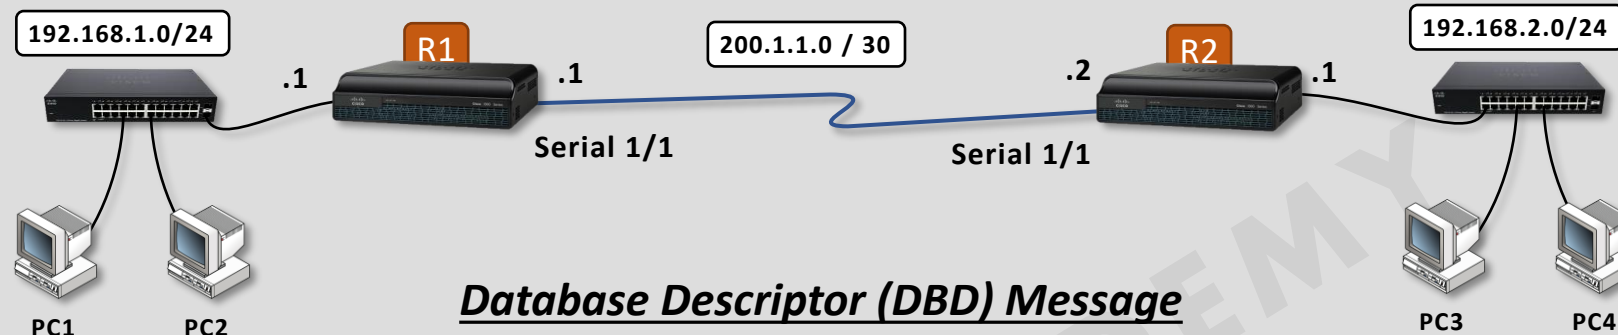 192.168.1.0/24
R1
200.1.1.0 / 30
R2
192.168.2.0/24
.1
.1
.2
.1
Serial 1/1
Serial 1/1
Database Descriptor (DBD) Message
PC1
PC2
PC3
PC4